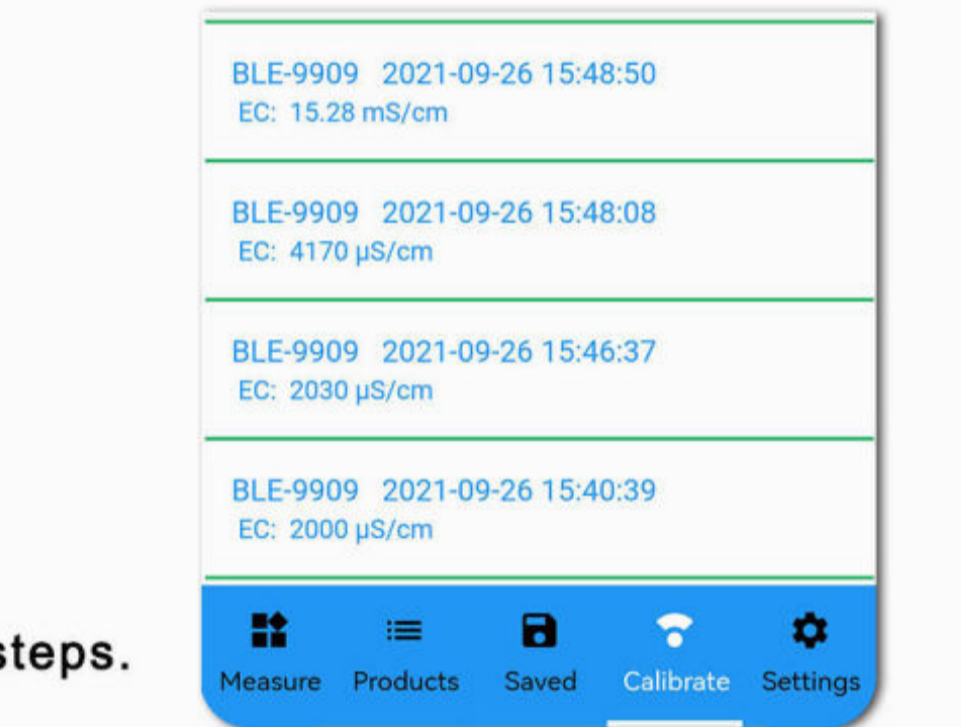 BLE-9909 2021-09-26 15:48:50
EC: 15.28 mS/cm
BLE-9909 2021-09-26 15:48:08
EC: 4170 µS/cm
BLE-9909 2021-09-26 15:46:37
EC: 2030 µS/cm
BLE-9909 2021-09-26 15:40:39
EC: 2000 µS/cm
steps.
Measure Products Saved Calibrate Settings